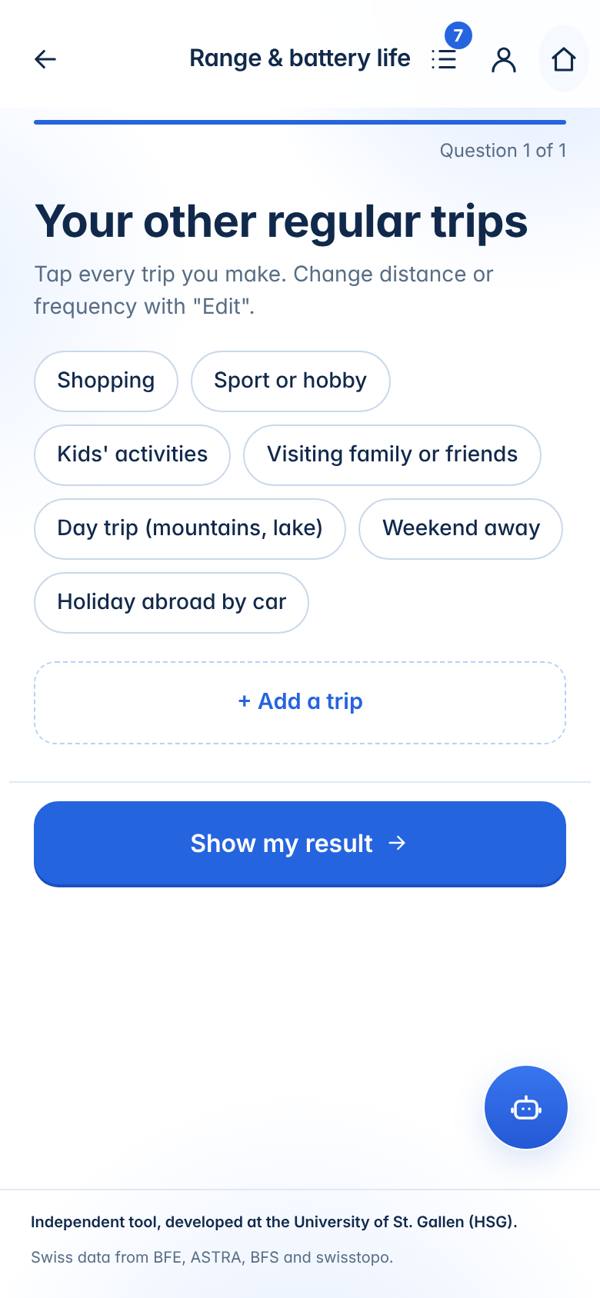 Range & battery life
7
Question 1 of 1
Your other regular trips
Tap every trip you make. Change distance or
frequency with "Edit".
Shopping
Sport or hobby
Kids' activities
Visiting family or friends
Day trip (mountains, lake)
Weekend away
Holiday abroad by car
+ Add a trip
Show my result →
Independent tool, developed at the University of St. Gallen (HSG).
Swiss data from BFE, ASTRA, BFS and swisstopo.